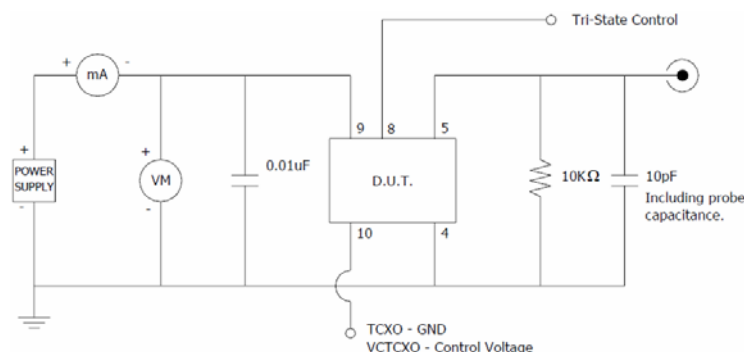 Tri-State Control
+
-
mA
+
POWER
SUPPLY
-
+
VM
-
0.01uF
9
8
5
D.U.T.
10
4
10KΩ
10pF
Including probe
capacitance.
TCXO - GND
VCTCXO - Control Voltage